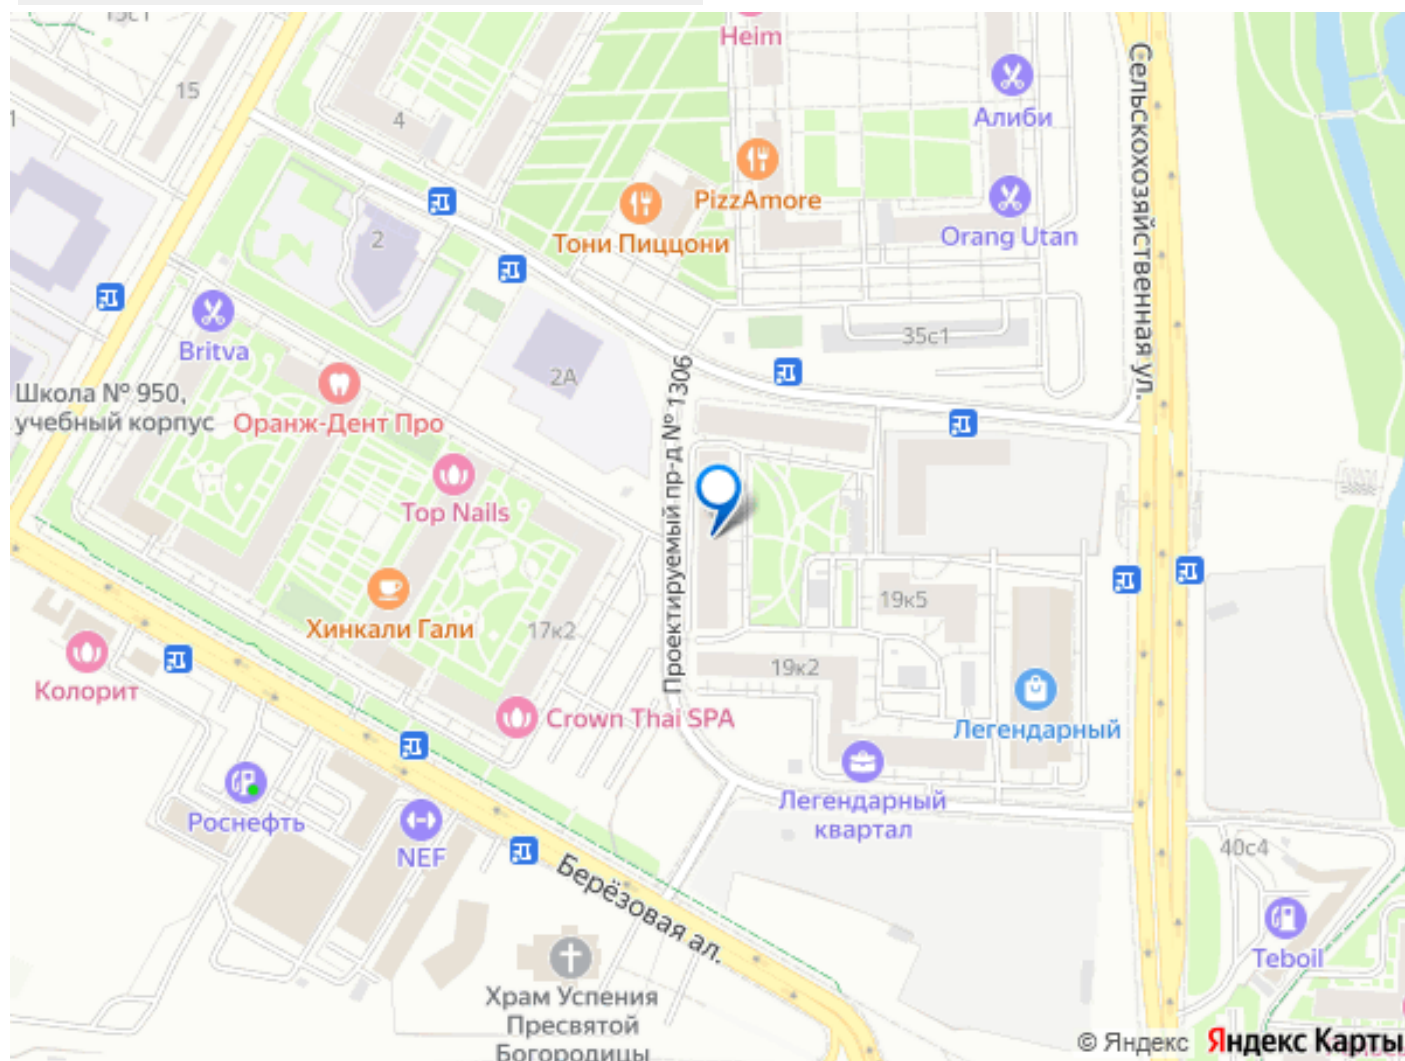 15с1
Heim
15
4
1
Алиби
PizzAmore
Тони Пиццони
Orang Utan
2
Сельскохозяйственная ул.
Britva
35с1
2А
Школа № 950,
учебный корпус
Оранж-Дент Про
Проектируемый пр-д № 1306
Top Nails
Хинкали Гали
17к2
19к5
19к2
Колорит
Crown Thai SPA
Легендарный
Роснефть
NEF
Легендарный
квартал
40с4
Берёзовая ал.
Teboil
Храм Успения
Пресвятой
Богородицы
© Яндекс Яндекс Карты